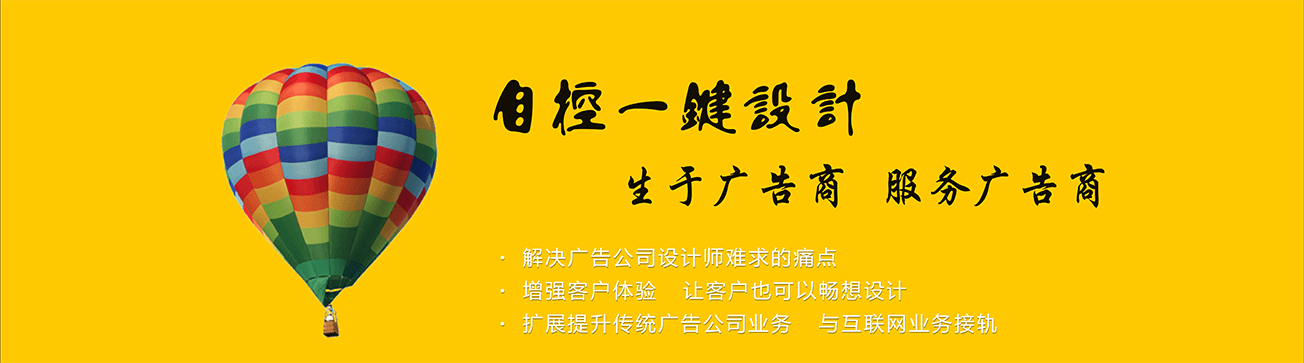 自控一鍵設計
生于广告商 服务广告商
· 解决广告公司设计师难求的痛点
· 增强客户体验 让客户也可以畅想设计
· 扩展提升传统广告公司业务 与互联网业务接轨